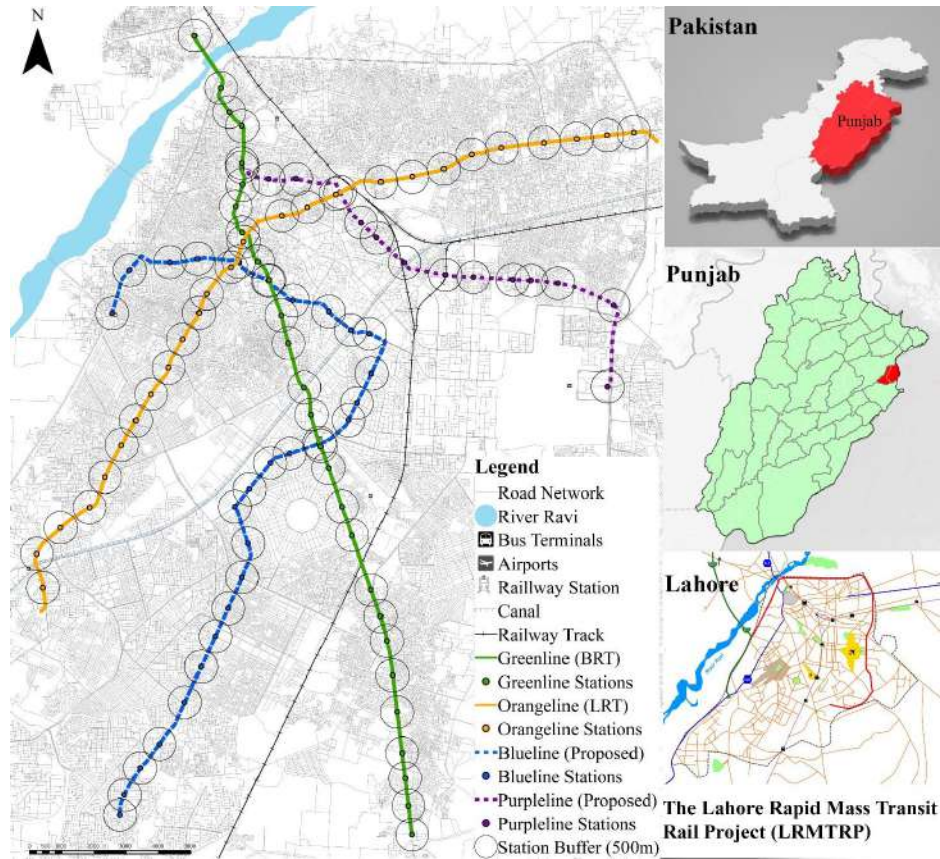 N
Legend
Road Network
River Ravi
Bus Terminals
Airports
Raillway Station
Canal
Railway Track
Greenline (BRT)
Greenline Stations
Orangeline (LRT)
Orangeline Stations
Blueline (Proposed)
Blueline Stations
Purpleline (Proposed)
Purpleline Stations
Station Buffer (500m)
Pakistan
Punjab
Punjab
Lahore
The Lahore Rapid Mass Transit
Rail Project (LRMTRP)